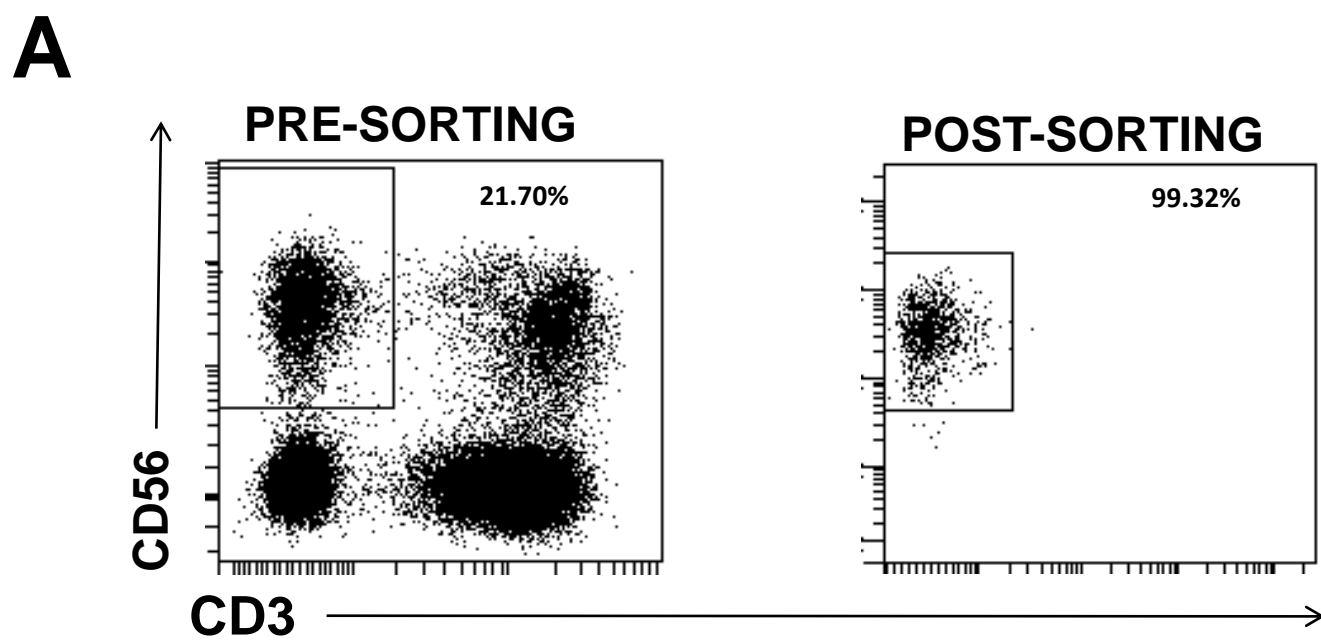 A
PRE-SORTING
POST-SORTING
21.70%
99.32%
CD56
CD3